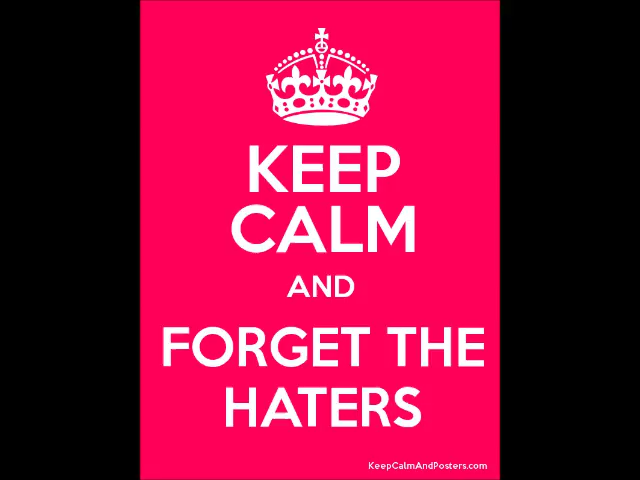 KEEP
CALM
AND
FORGET THE
HATERS
KeepCalmAndPosters.com